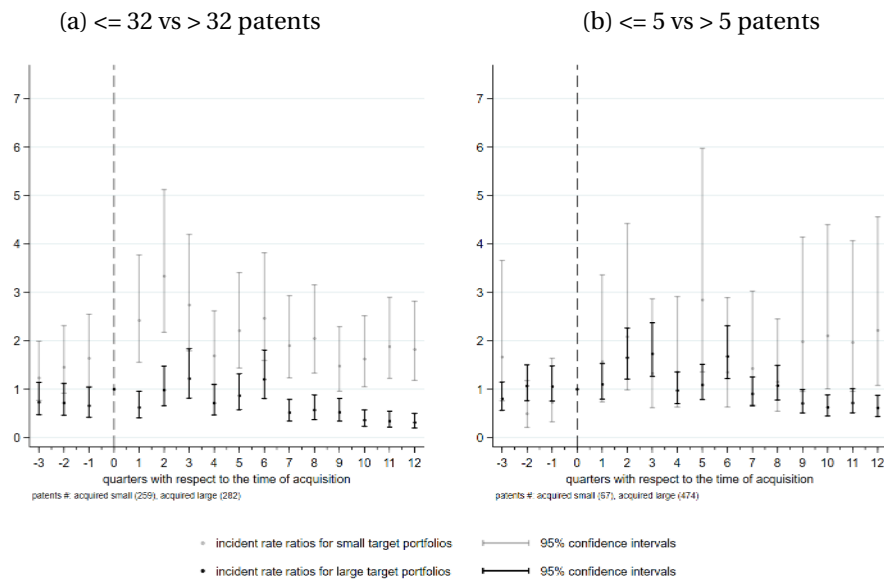 (a) <= 32 vs > 32 patents
(b) <= 5 vs > 5 patents
7
6
5
4
3
2
1
0
-3 -2 -1 0 1 2 3 4 5 6 7 8 9 10 11 12
quarters with respect to the time of acquisition
patents #: acquired small (259), acquired large (282)
7
6
5
4
3
2
1
0
-3 -2 -1 0 1 2 3 4 5 6 7 8 9 10 11 12
quarters with respect to the time of acquisition
patents #: acquired small (67), acquired large (474)
incident rate ratios for small target portfolios 95% confidence intervals
incident rate ratios for large target portfolios 95% confidence intervals